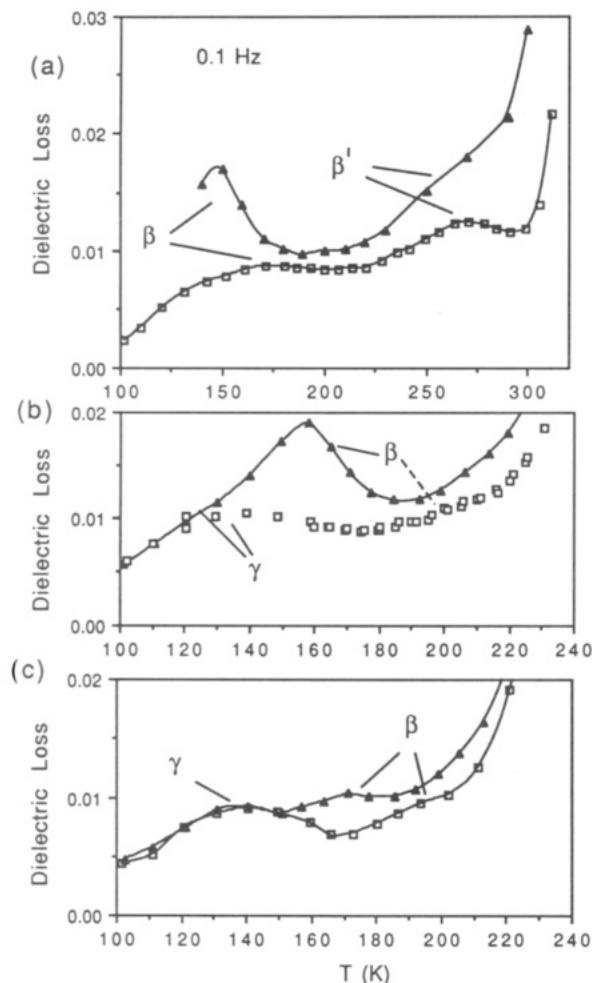 (a)
0.1 Hz
0.03
0.02
0.01
0.00
Dielectric Loss
β
β'
100 150 200 250 300
(b)
0.02
0.01
0.00
Dielectric Loss
β
γ
100 120 140 160 180 200 220 240
(c)
0.02
0.01
0.00
Dielectric Loss
γ
β
100 120 140 160 180 200 220 240
T (K)